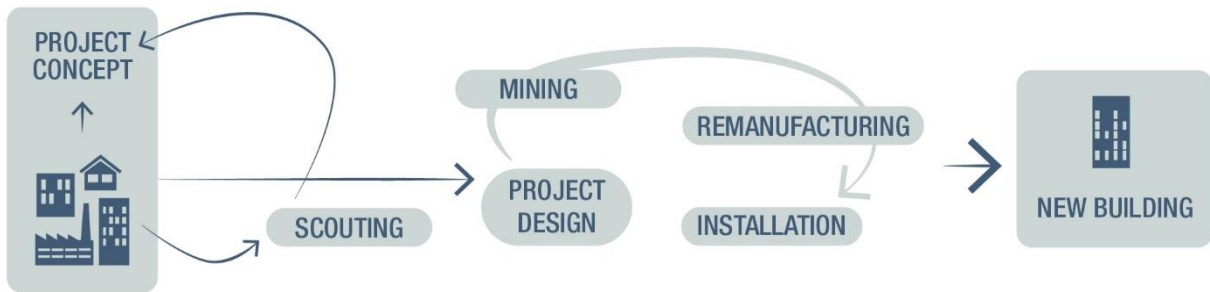 PROJECT
CONCEPT
SCOUTING
MINING
PROJECT
DESIGN
REMANUFACTURING
INSTALLATION
NEW BUILDING